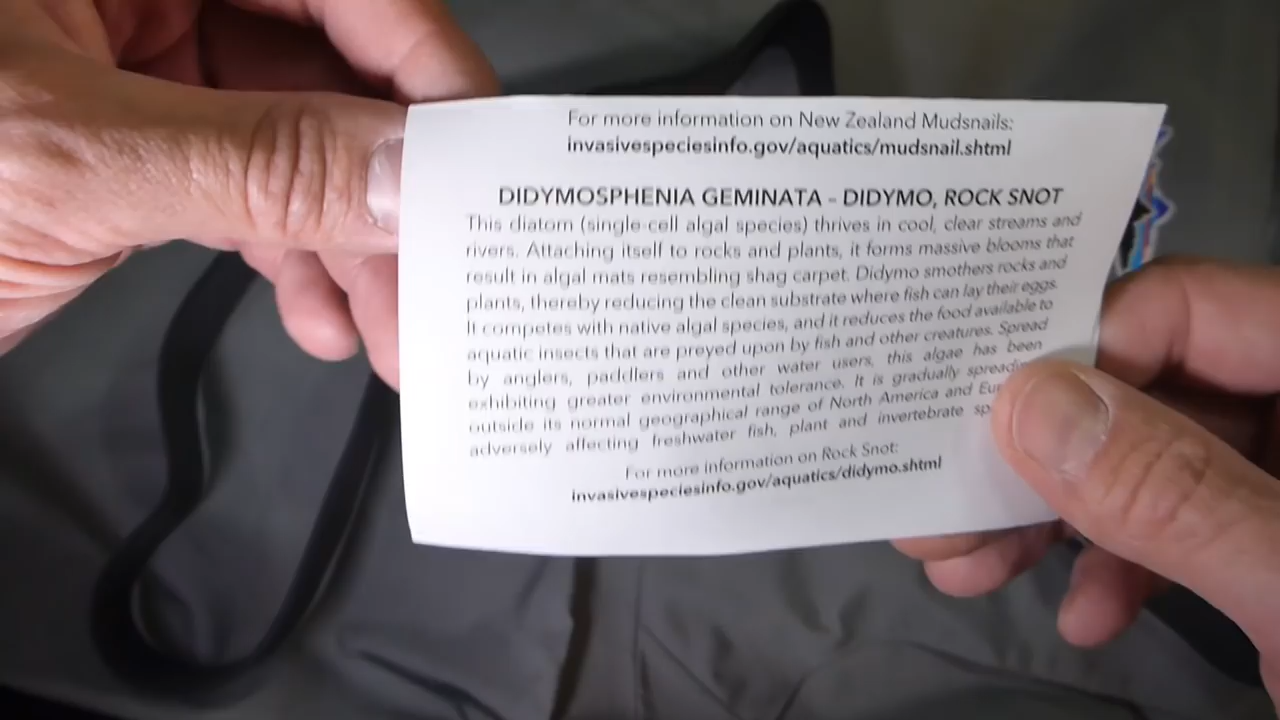 For more information on New Zealand Mudsnails:
invasivespeciesinfo.gov/aquatics/mudsnail.shtml
DIDYMOSPHENIA GEMINATA - DIDYMO, ROCK SNOT
This diatom (single-cell algal species) thrives in cool, clear streams and
rivers. Attaching itself to rocks and plants, it forms massive blooms that
result in algal mats resembling shag carpet. Didymo smothers rocks and
plants, thereby reducing the clean substrate where fish can lay their eggs.
It competes with native algal species, and it reduces the food available to
aquatic insects that are preyed upon by fish and other creatures. Spread
by anglers, paddlers and other water users, this algae has been
exhibiting greater environmental tolerance. It is gradually
outside its normal geographical range of North America and
adversely affecting freshwater fish, plant and invertebrate
For more information on Rock Snot:
invasivespeciesinfo.gov/aquatics/didymo.shtml